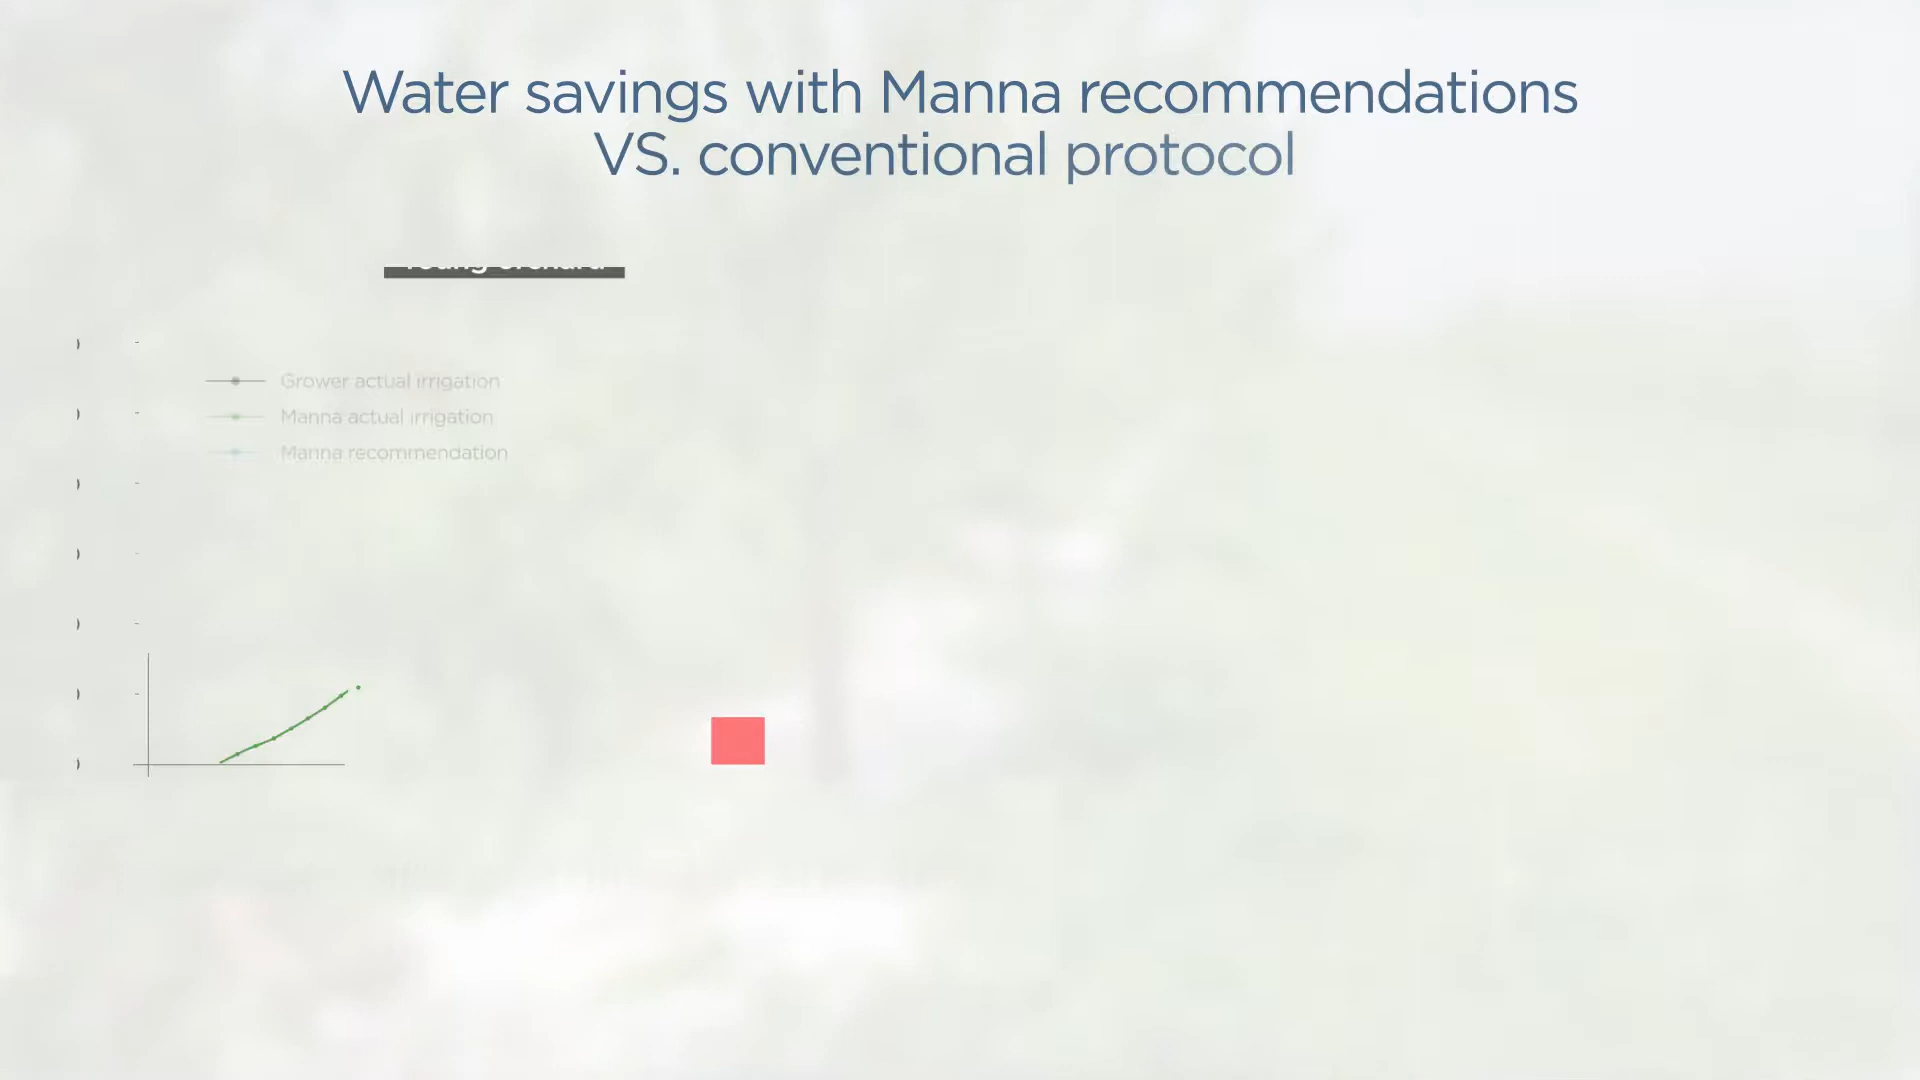 Water savings with Manna recommendations
VS. conventional protocol
Grower actual irrigation
Manna actual irrigation
Manna recommendation